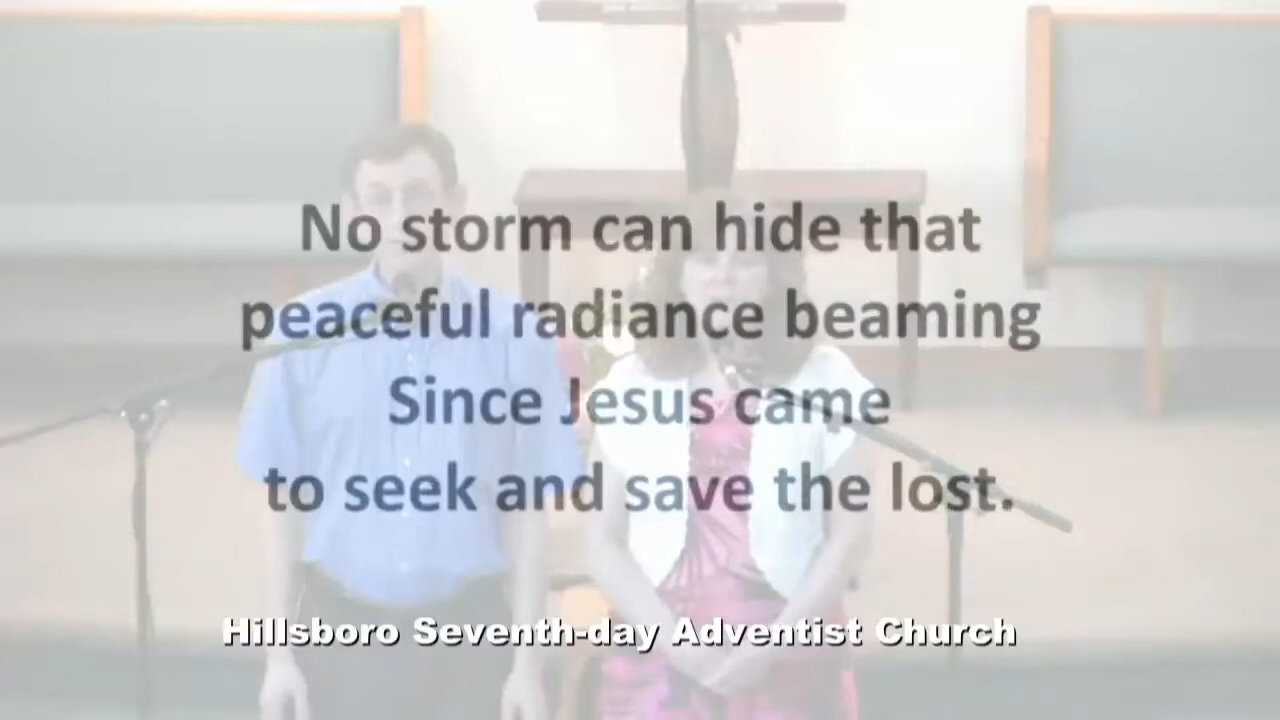 No storm can hide that
peaceful radiance beaming
Since Jesus came
to seek and save the lost.
Hillsboro Seventh-day Adventist Church